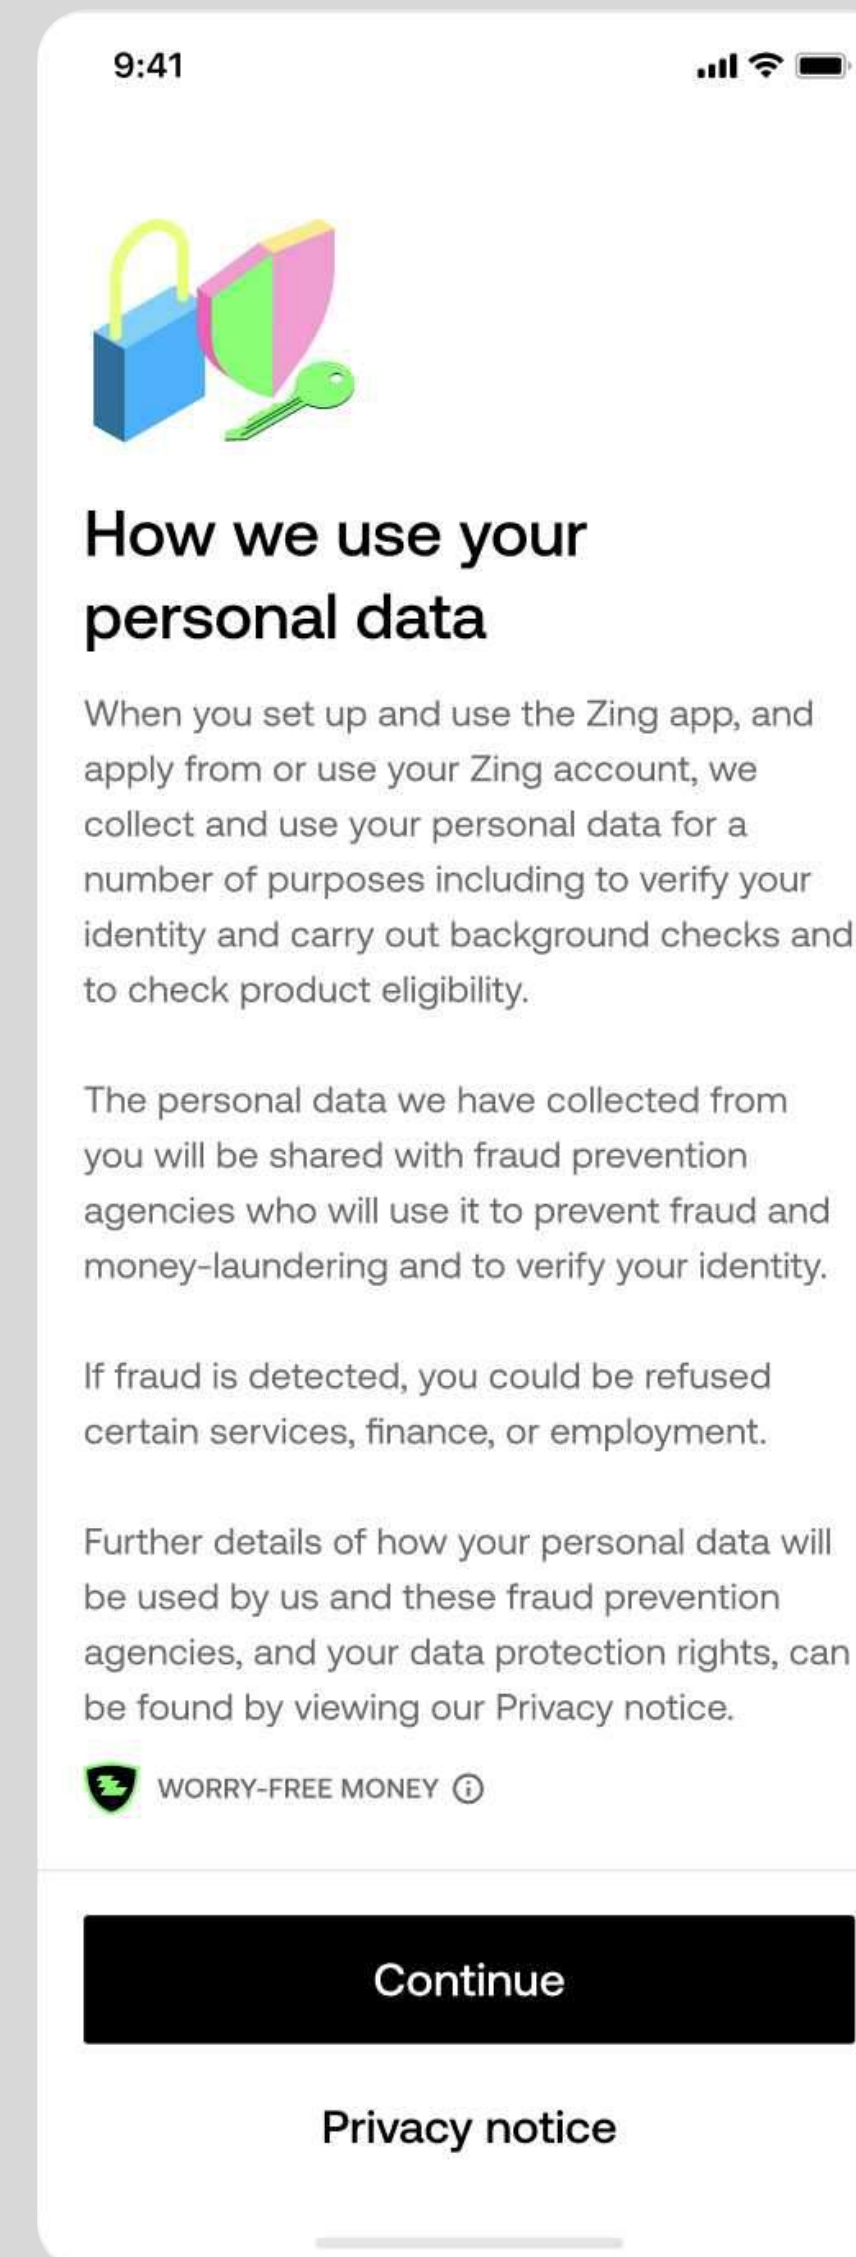 9:41
How we use your
personal data
When you set up and use the Zing app, and
apply from or use your Zing account, we
collect and use your personal data for a
number of purposes including to verify your
identity and carry out background checks and
to check product eligibility.
The personal data we have collected from
you will be shared with fraud prevention
agencies who will use it to prevent fraud and
money-laundering and to verify your identity.
If fraud is detected, you could be refused
certain services, finance, or employment.
Further details of how your personal data will
be used by us and these fraud prevention
agencies, and your data protection rights, can
be found by viewing our Privacy notice.
WORRY-FREE MONEY
Continue
Privacy notice